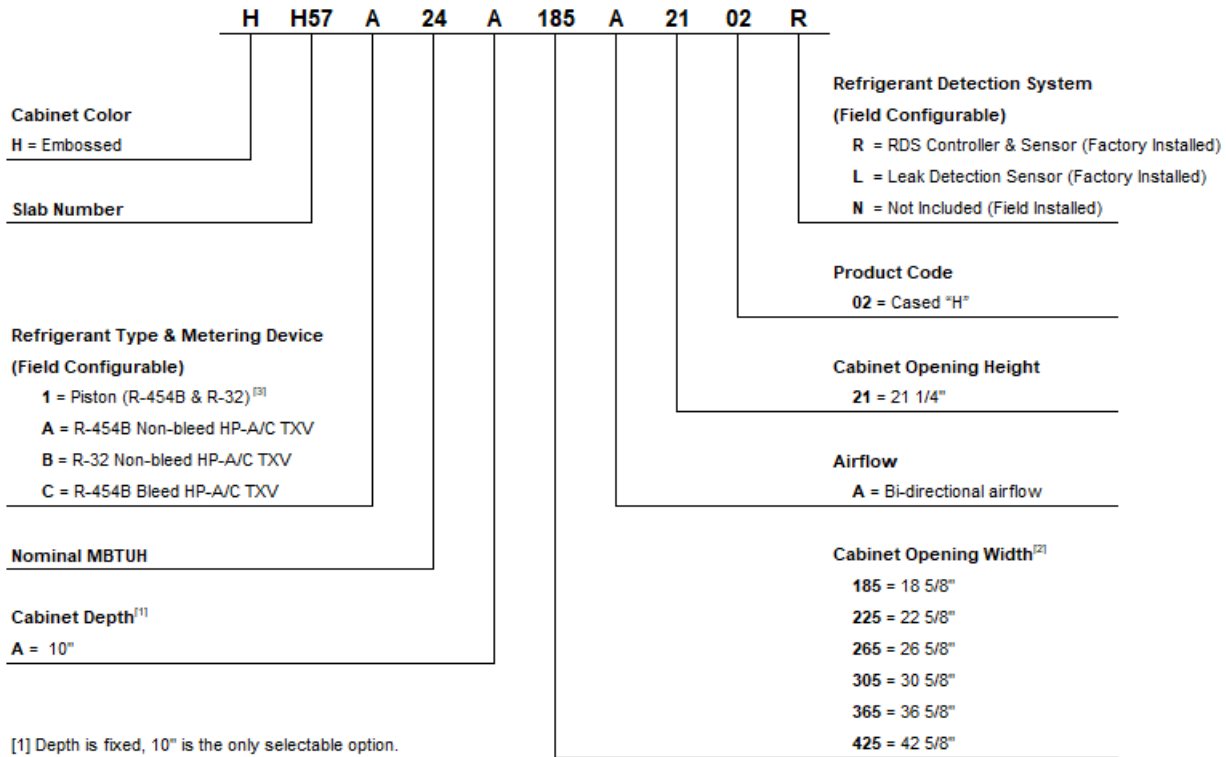 H H57 A 24 A 185 A 21 02 R
Cabinet Color
H = Embossed
Slab Number
Refrigerant Type & Metering Device
(Field Configurable)
1 = Piston (R-454B & R-32) [3]
A = R-454B Non-bleed HP-A/C TXV
B = R-32 Non-bleed HP-A/C TXV
C = R-454B Bleed HP-A/C TXV
Nominal MBTUH
Cabinet Depth[1]
A = 10"
[1] Depth is fixed, 10" is the only selectable option.
Refrigerant Detection System
(Field Configurable)
R = RDS Controller & Sensor (Factory Installed)
L = Leak Detection Sensor (Factory Installed)
N = Not Included (Field Installed)
Product Code
02 = Cased “H”
Cabinet Opening Height
21 = 21 1/4"
Airflow
A = Bi-directional airflow
Cabinet Opening Width[2]
185 = 18 5/8"
225 = 22 5/8"
265 = 26 5/8"
305 = 30 5/8"
365 = 36 5/8"
425 = 42 5/8"